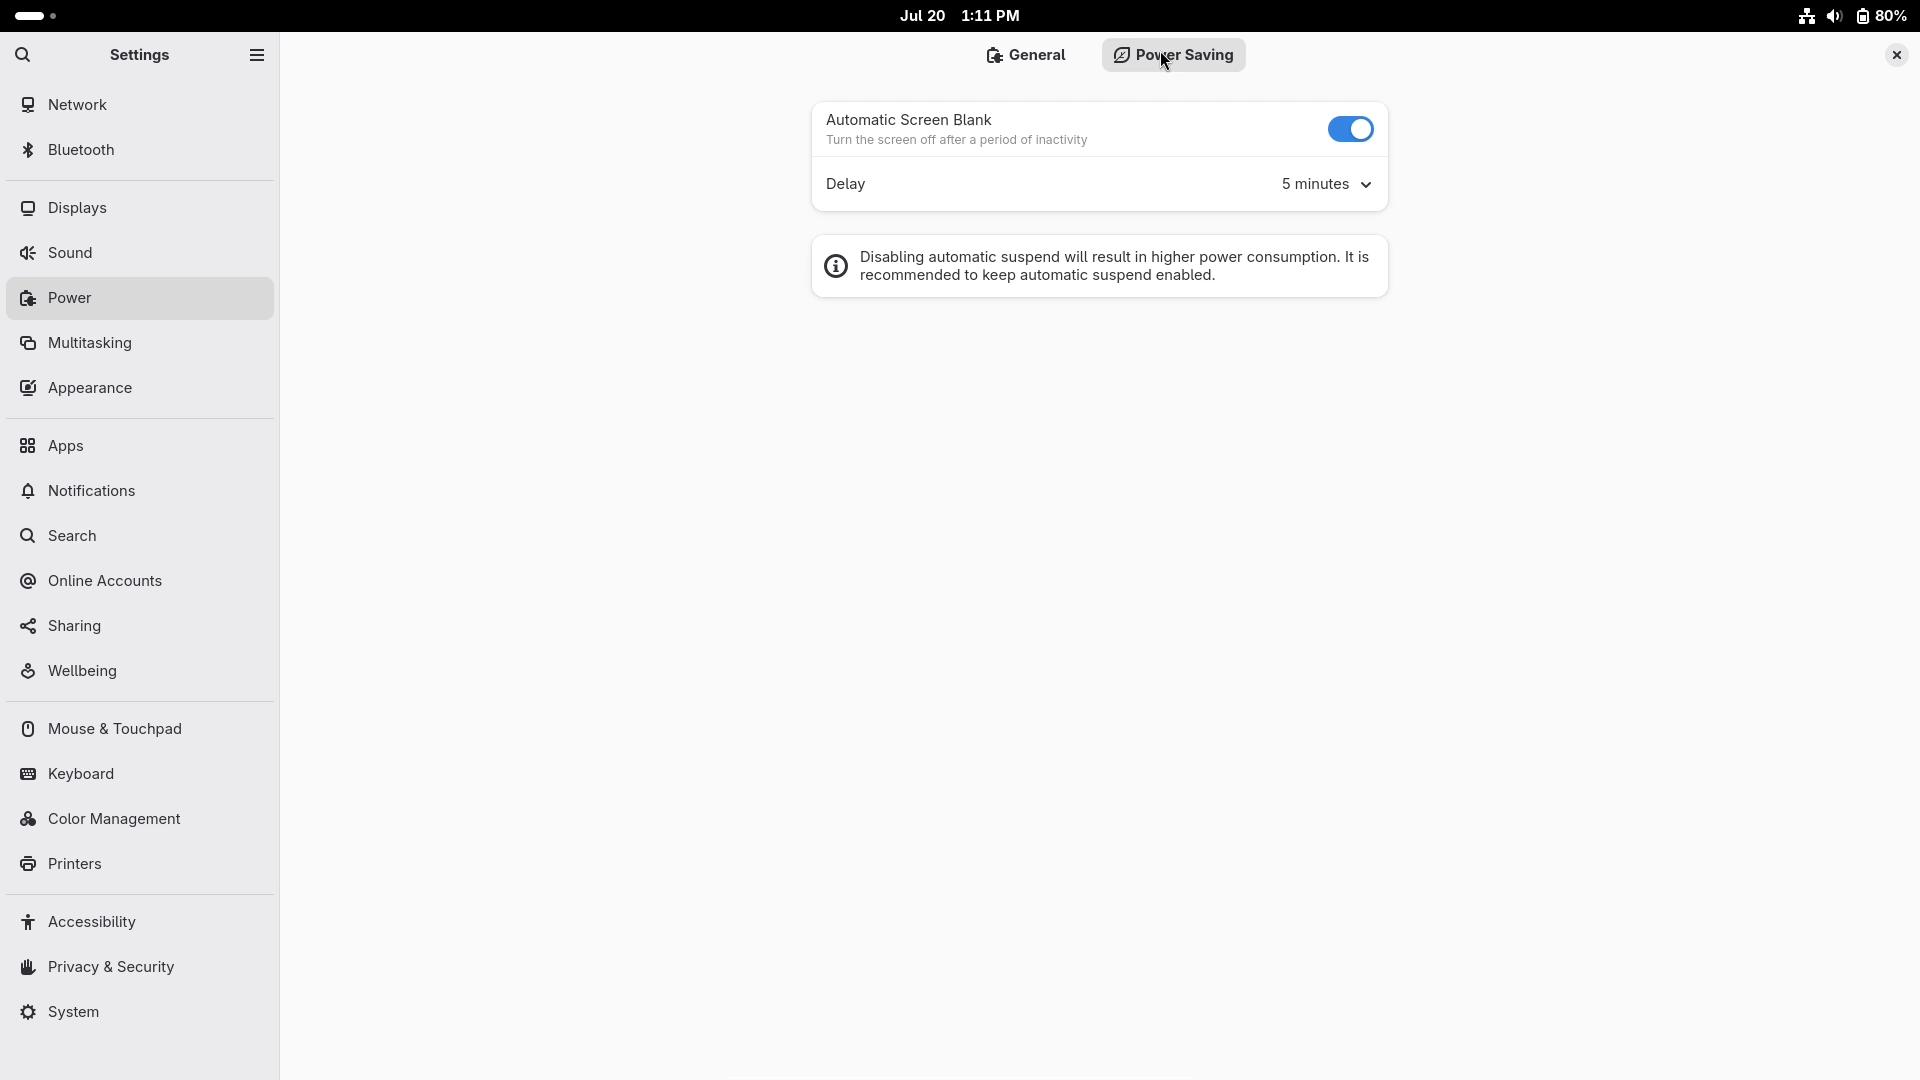 Jul 20 1:11 PM
80%
Settings
General
Power Saving
Network
Bluetooth
Displays
Sound
Power
Multitasking
Appearance
Apps
Notifications
Search
Online Accounts
Sharing
Wellbeing
Mouse & Touchpad
Keyboard
Color Management
Printers
Accessibility
Privacy & Security
System
Automatic Screen Blank
Turn the screen off after a period of inactivity
Delay 5 minutes
Disabling automatic suspend will result in higher power consumption. It is
recommended to keep automatic suspend enabled.